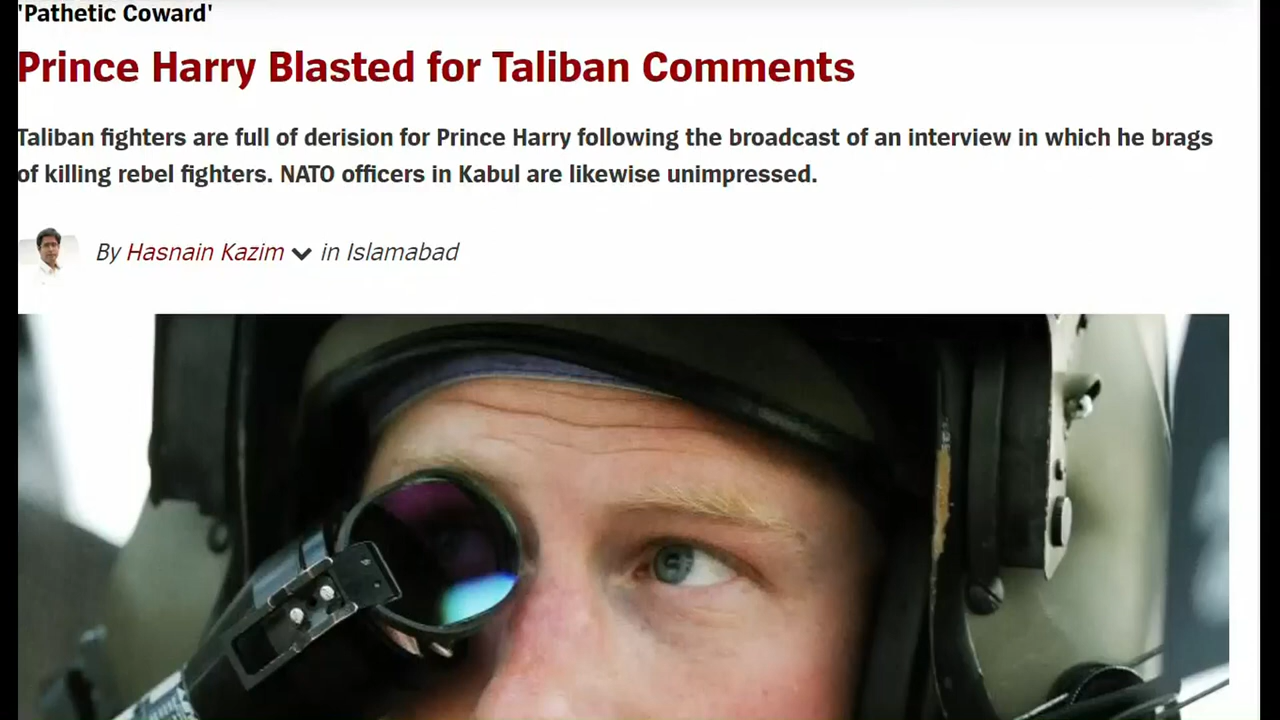 'Pathetic Coward'
Prince Harry Blasted for Taliban Comments
Taliban fighters are full of derision for Prince Harry following the broadcast of an interview in which he brags
of killing rebel fighters. NATO officers in Kabul are likewise unimpressed.
By Hasnain Kazim in Islamabad